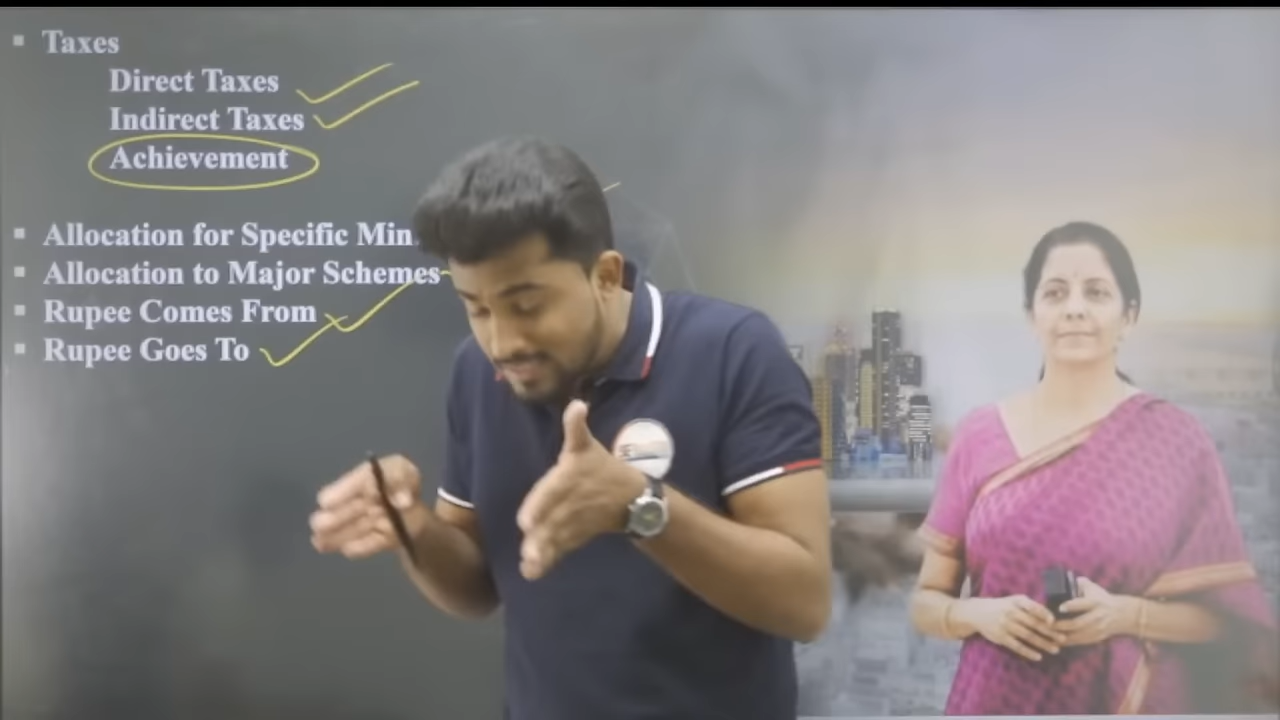 Taxes
Direct Taxes
Indirect Taxes
Achievement
Allocation for Specific Min
Allocation to Major Schemes
Rupee Comes From
Rupee Goes To